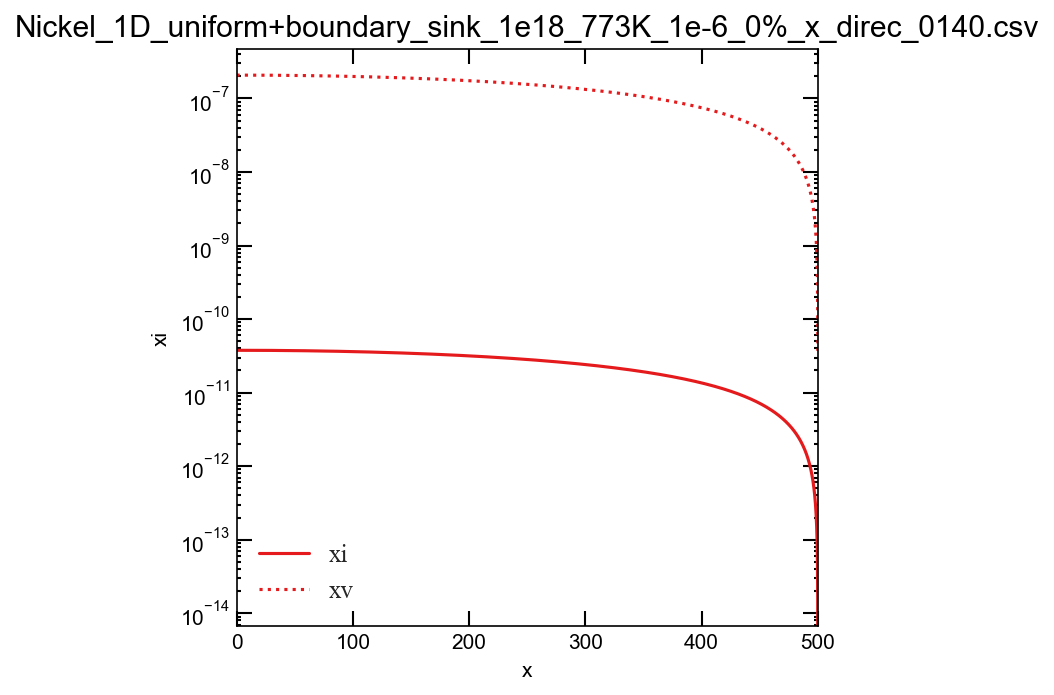 Nickel_1D_uniform+boundary_sink_1e18_773K_1e-6_0%_x_direc_0140.csv
10⁻⁷
10⁻⁸
10⁻⁹
10⁻¹⁰
10⁻¹¹
10⁻¹²
10⁻¹³
10⁻¹⁴
xi
xi
xv
0 100 200 300 400 500
x